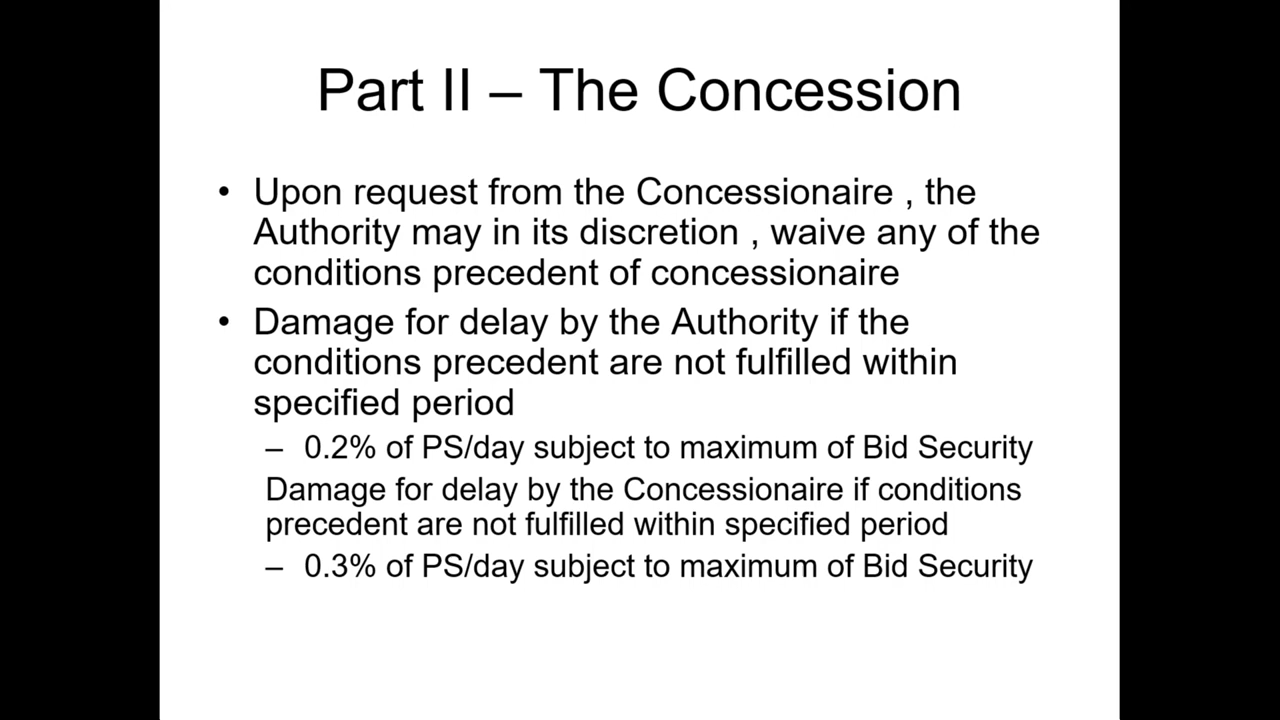 Part II – The Concession
• Upon request from the Concessionaire , the
Authority may in its discretion , waive any of the
conditions precedent of concessionaire
• Damage for delay by the Authority if the
conditions precedent are not fulfilled within
specified period
– 0.2% of PS/day subject to maximum of Bid Security
Damage for delay by the Concessionaire if conditions
precedent are not fulfilled within specified period
– 0.3% of PS/day subject to maximum of Bid Security